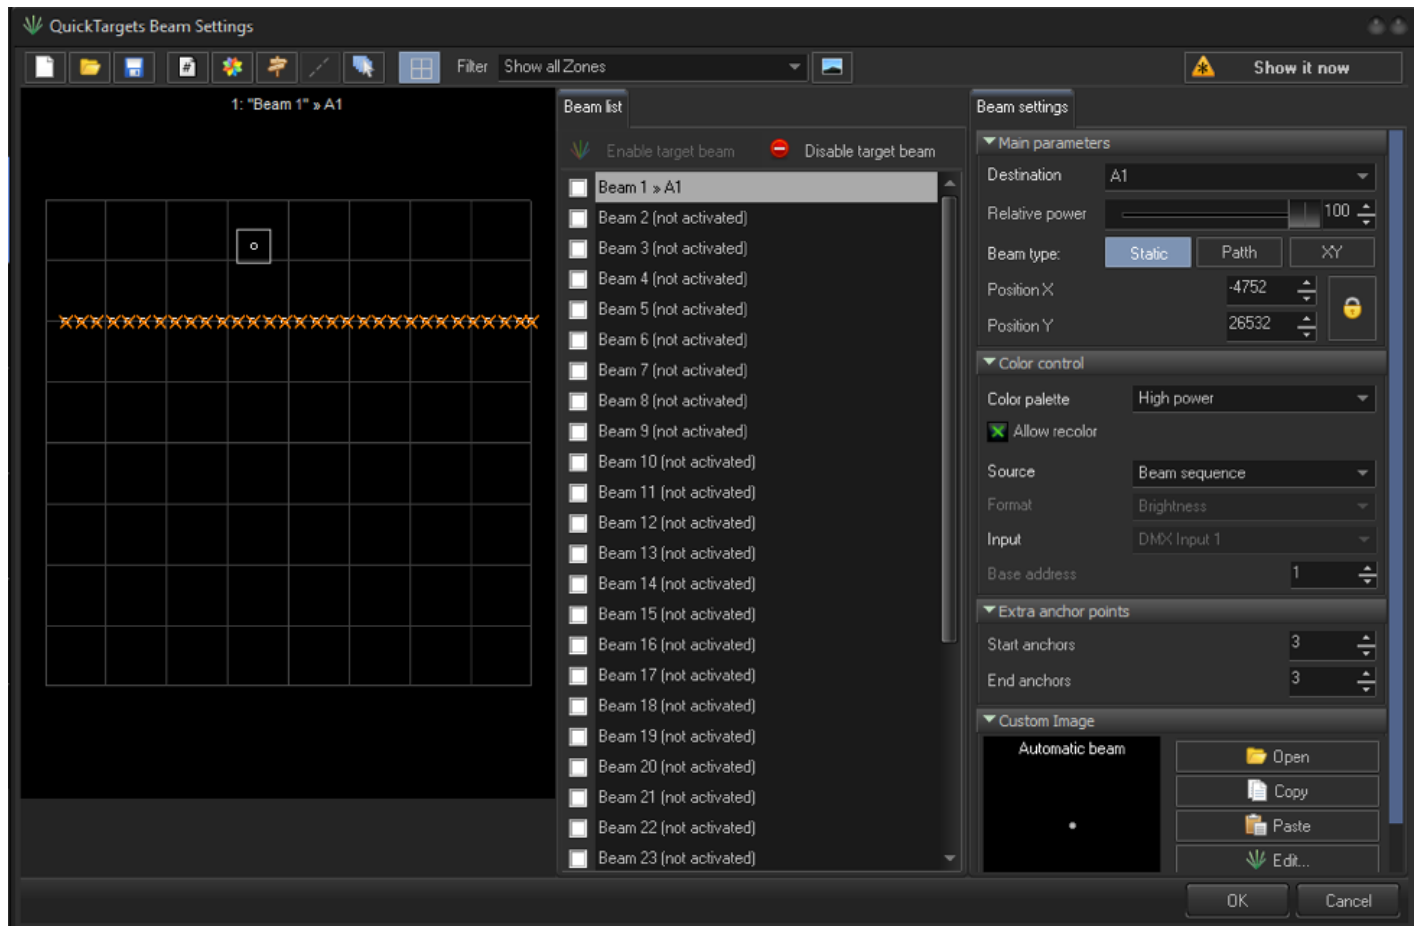 QuickTargets Beam Settings
Filter Show all Zones
Show it now
1: "Beam 1" » A1
Beam list
Enable target beam
Disable target beam
Beam 1 » A1
Beam 2 (not activated)
Beam 3 (not activated)
Beam 4 (not activated)
Beam 5 (not activated)
Beam 6 (not activated)
Beam 7 (not activated)
Beam 8 (not activated)
Beam 9 (not activated)
Beam 10 (not activated)
Beam 11 (not activated)
Beam 12 (not activated)
Beam 13 (not activated)
Beam 14 (not activated)
Beam 15 (not activated)
Beam 16 (not activated)
Beam 17 (not activated)
Beam 18 (not activated)
Beam 19 (not activated)
Beam 20 (not activated)
Beam 21 (not activated)
Beam 22 (not activated)
Beam 23 (not activated)
Beam settings
Main parameters
Destination A1
Relative power 100
Beam type: Static Patth XY
Position X -4752
Position Y 26532
Color control
Color palette High power
Allow recolor
Source Beam sequence
Format Brightness
Input DMX Input 1
Base address 1
Extra anchor points
Start anchors 3
End anchors 3
Custom Image
Automatic beam
Open
Copy
Paste
Edit...
OK Cancel